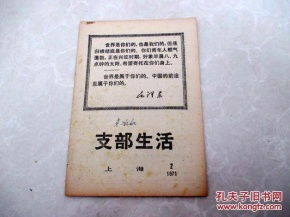 世界是你们的，也是我们的，但是
归根结底是你们的。你们青年人朝气
蓬勃，正在兴旺时期，好象早晨八、九
点钟的太阳。希望寄托在你们身上。
世界是属于你们的。中国的前途
是属于你们的。
毛泽东
支部生活
上海
2
1971
孔夫子旧书网